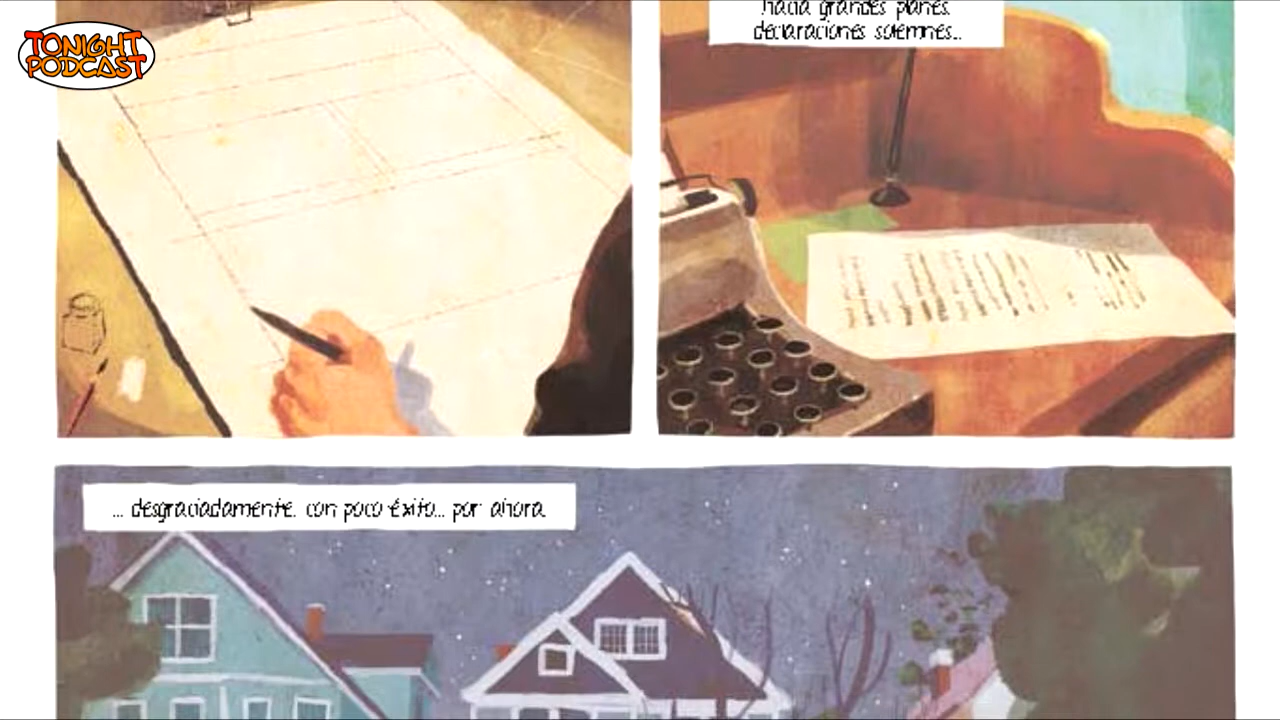 TONIGHT
PODCAST
hacía grandes planes,
declaraciones solemnes...
... desgraciadamente, con poco éxito... por ahora.